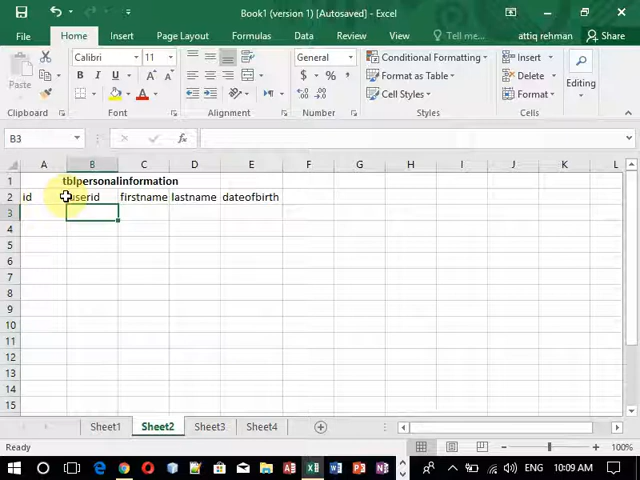 Book1 (version 1) [Autosaved] - Excel
File Home Insert Page Layout Formulas Data Review View Tell me... attiq rehman Share
Paste
Calibri 11
B I U
A A
General
$ % ,
Conditional Formatting
Format as Table
Cell Styles
Insert
Delete
Format
Editing
Clipboard Font Alignment Number Styles Cells
B3 fx
A B C D E F G H I J K L
1 tblpersonalinformation
2 id userid firstname lastname dateofbirth
3
4
5
6
7
8
9
10
11
12
13
14
15
Sheet1 Sheet2 Sheet3 Sheet4
Ready 100%
ENG 10:09 AM